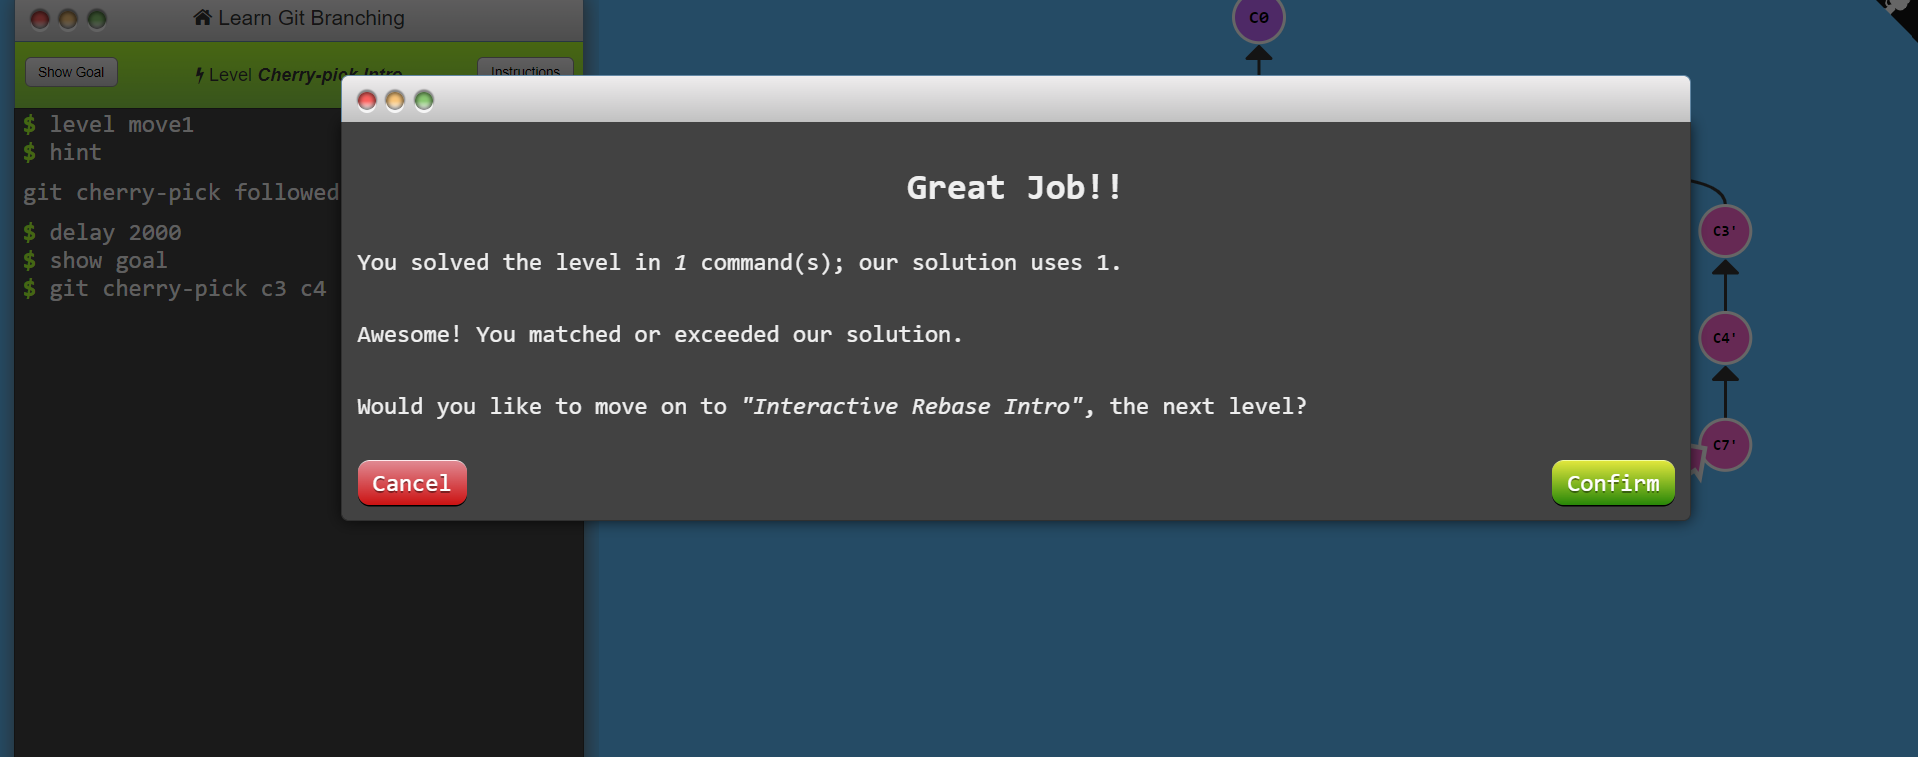 Learn Git Branching
Show Goal
Level Cherry-pick Intro
Instructions
$ level move1
$ hint
git cherry-pick followed
$ delay 2000
$ show goal
$ git cherry-pick c3 c4
Great Job!!
You solved the level in 1 command(s); our solution uses 1.
Awesome! You matched or exceeded our solution.
Would you like to move on to "Interactive Rebase Intro", the next level?
Cancel
Confirm
C0
C3'
C4'
C7'